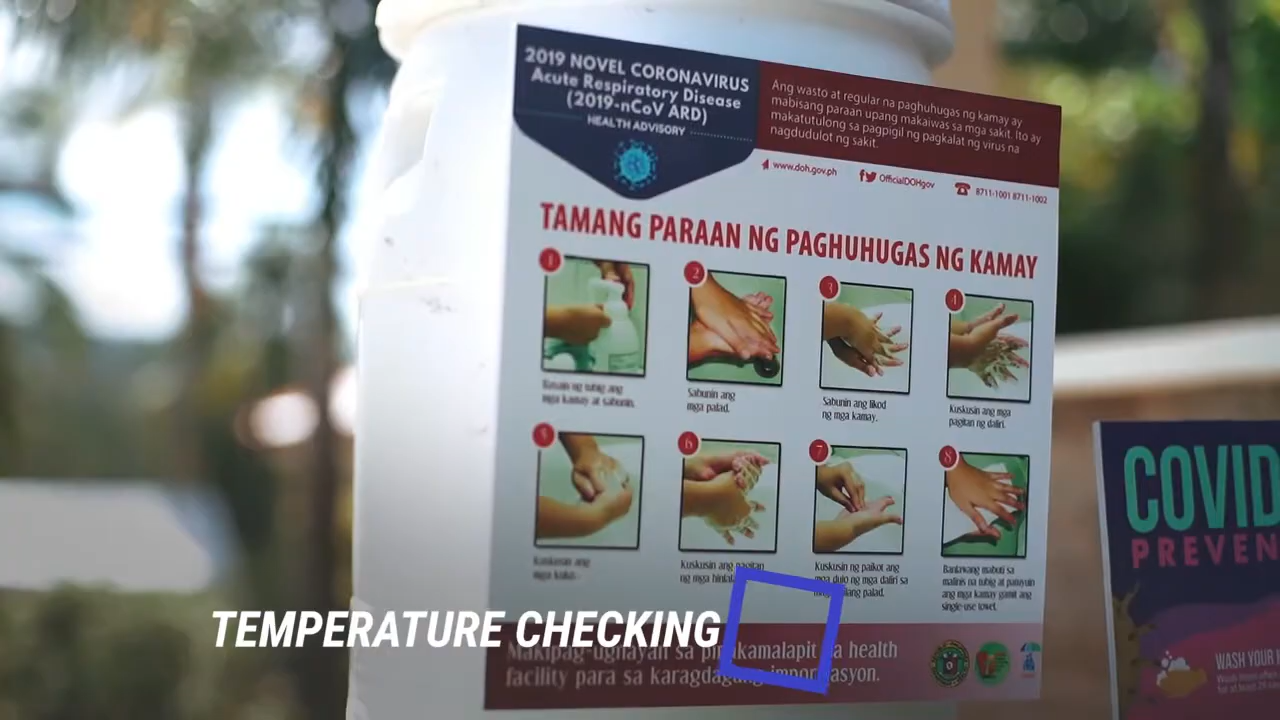 2019 NOVEL CORONAVIRUS
Acute Respiratory Disease
(2019-nCoV ARD)
HEALTH ADVISORY
Ang wasto at regular na paghuhugas ng kamay ay
mabisang paraan upang makaiwas sa mga sakit. Ito ay
makatutulong sa pagpigil ng pagkalat ng virus na
nagdudulot ng sakit.
www.doh.gov.ph
OfficialDOHgov
8711-1001 8711-1002
TAMANG PARAAN NG PAGHUHUGAS NG KAMAY
1
2
3
4
Basain ng tubig ang
mga kamay at sabunin.
Sabunin ang
mga palad.
Sabunin ang likod
ng mga kamay.
Kuskusin ang mga
pagitan ng daliri.
5
6
7
8
Kuskusin ang
mga kuko.
Kuskusin ang pagitan
ng mga
Kuskusin ng paikot ang
mga dulo ng mga daliri sa
palad.
Banlawang mabuti sa
malinis na tubig at patuyuin
ang mga kamay gamit ang
single-use towel.
TEMPERATURE CHECKING
Makipag-ugnayan sa pinakamalapit na health
facility para sa karagdagang impormasyon.
COVID
PREVEN
WASH YOUR